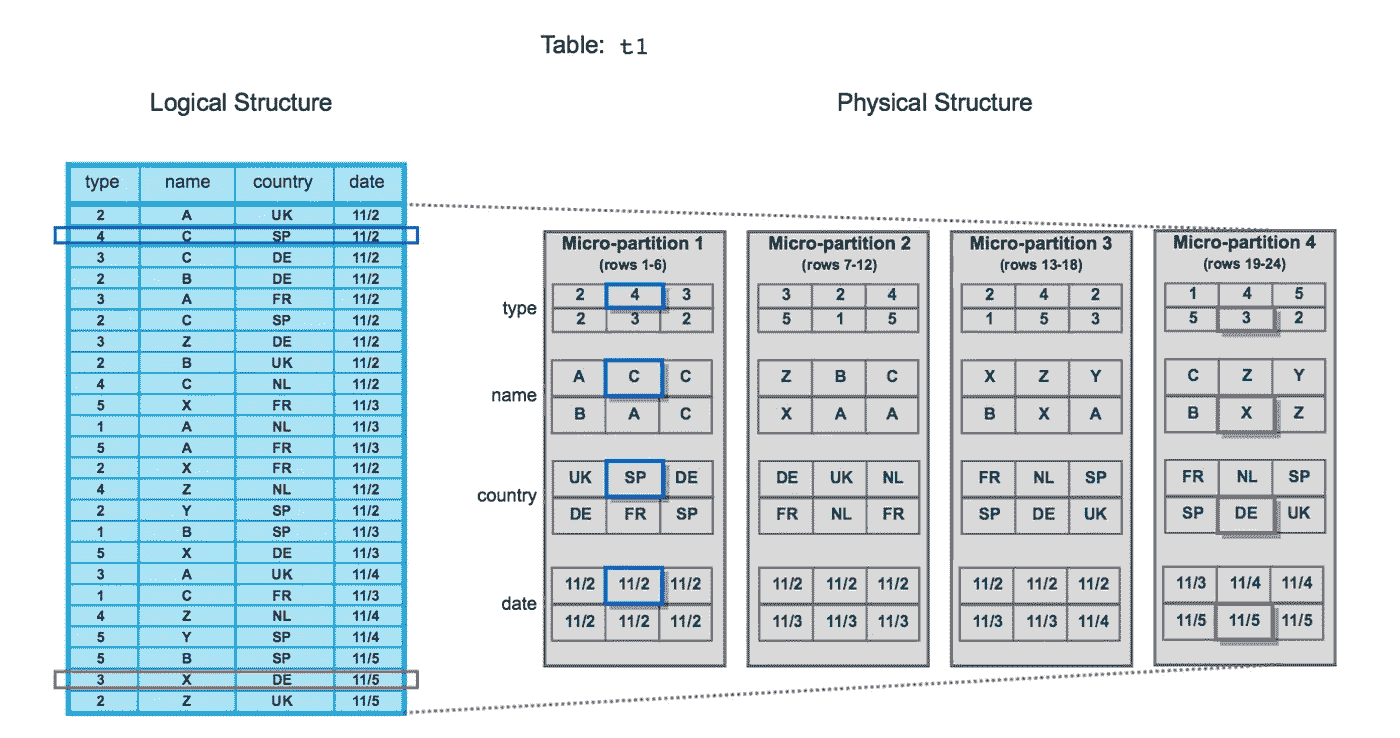 Table: t1
Logical Structure
Physical Structure
type name country date
2 A UK 11/2
4 C SP 11/2
3 C DE 11/2
2 B DE 11/2
3 A FR 11/2
2 C SP 11/2
3 Z DE 11/2
2 B UK 11/2
4 C NL 11/2
5 X FR 11/3
1 A NL 11/3
5 A FR 11/3
2 X FR 11/2
4 Z NL 11/2
2 Y SP 11/2
1 B SP 11/3
5 X DE 11/3
3 A UK 11/4
1 C FR 11/3
4 Z NL 11/4
5 Y SP 11/4
5 B SP 11/5
3 X DE 11/5
2 Z UK 11/5
type
name
country
date
Micro-partition 1
(rows 1-6)
2 4 3
2 3 2
A C C
B A C
UK SP DE
DE FR SP
11/2 11/2 11/2
11/2 11/2 11/2
Micro-partition 2
(rows 7-12)
3 2 4
5 1 5
Z B C
X A A
DE UK NL
FR NL FR
11/2 11/2 11/2
11/3 11/3 11/3
Micro-partition 3
(rows 13-18)
2 4 2
1 5 3
X Z Y
B X A
FR NL SP
SP DE UK
11/2 11/2 11/2
11/3 11/3 11/4
Micro-partition 4
(rows 19-24)
1 4 5
5 3 2
C Z Y
B X Z
FR NL SP
SP DE UK
11/3 11/4 11/4
11/5 11/5 11/5